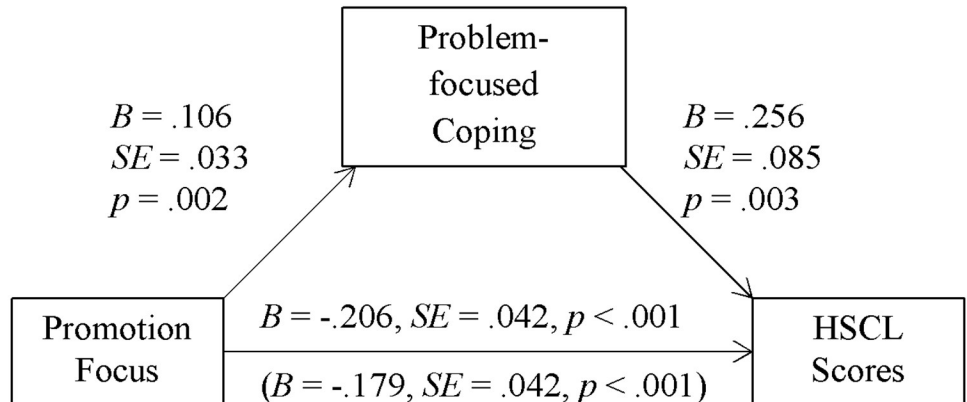 Problem-
focused
Coping
B = .106
SE = .033
p = .002
B = .256
SE = .085
p = .003
Promotion
Focus
B = -.206, SE = .042, p < .001
(B = -.179, SE = .042, p < .001)
HSCL
Scores